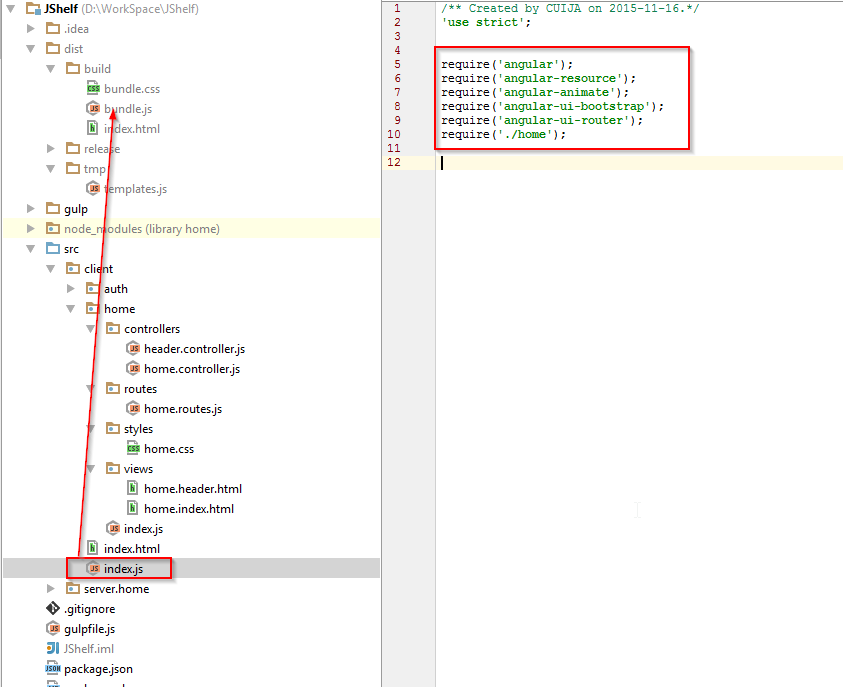 JShelf (D:\WorkSpace\JShelf)
.idea
dist
build
bundle.css
bundle.js
index.html
release
tmp
templates.js
gulp
node_modules (library home)
src
client
auth
home
controllers
header.controller.js
home.controller.js
routes
home.routes.js
styles
home.css
views
home.header.html
home.index.html
index.js
index.html
index.js
server.home
.gitignore
gulpfile.js
JShelf.iml
package.json
1 /** Created by CUIJA on 2015-11-16.*/
2 'use strict';
3
4
5 require('angular');
6 require('angular-resource');
7 require('angular-animate');
8 require('angular-ui-bootstrap');
9 require('angular-ui-router');
10 require('./home');
11
12